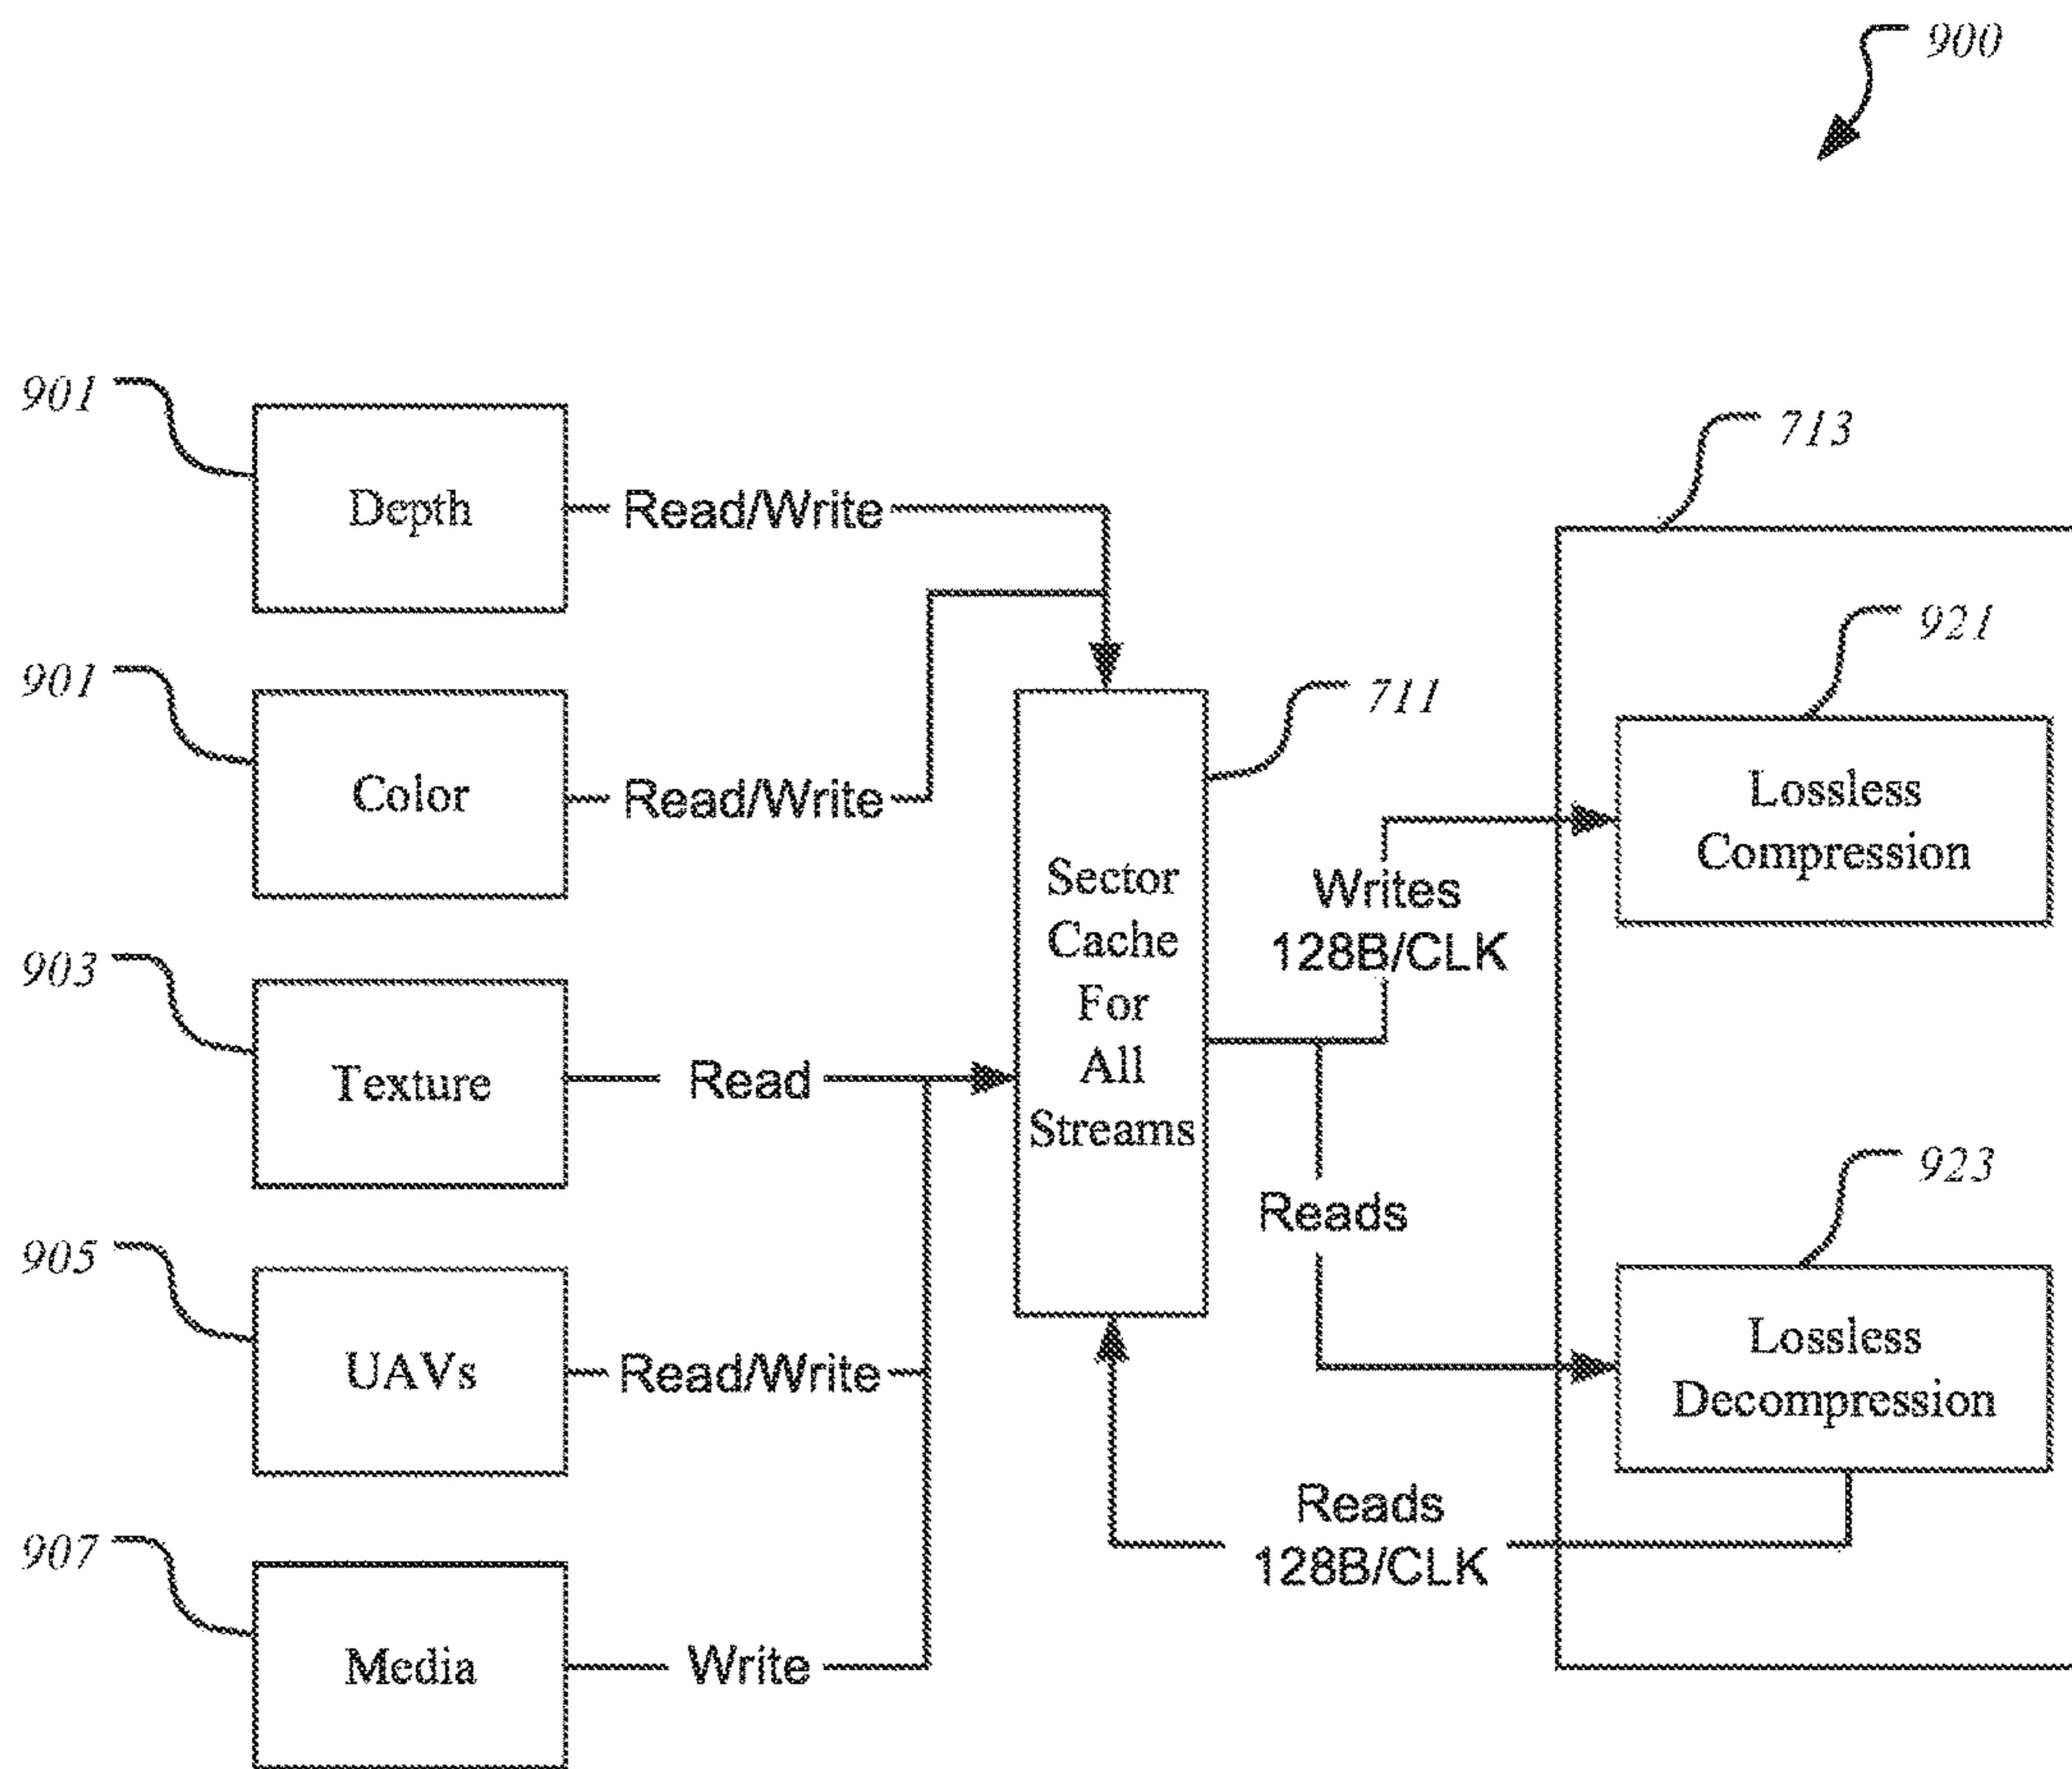 900
901
Depth
Read/Write
901
Color
Read/Write
903
Texture
Read
905
UAVs
Read/Write
907
Media
Write
711
Sector
Cache
For
All
Streams
Writes
128B/CLK
Reads
Reads
128B/CLK
713
921
Lossless
Compression
923
Lossless
Decompression